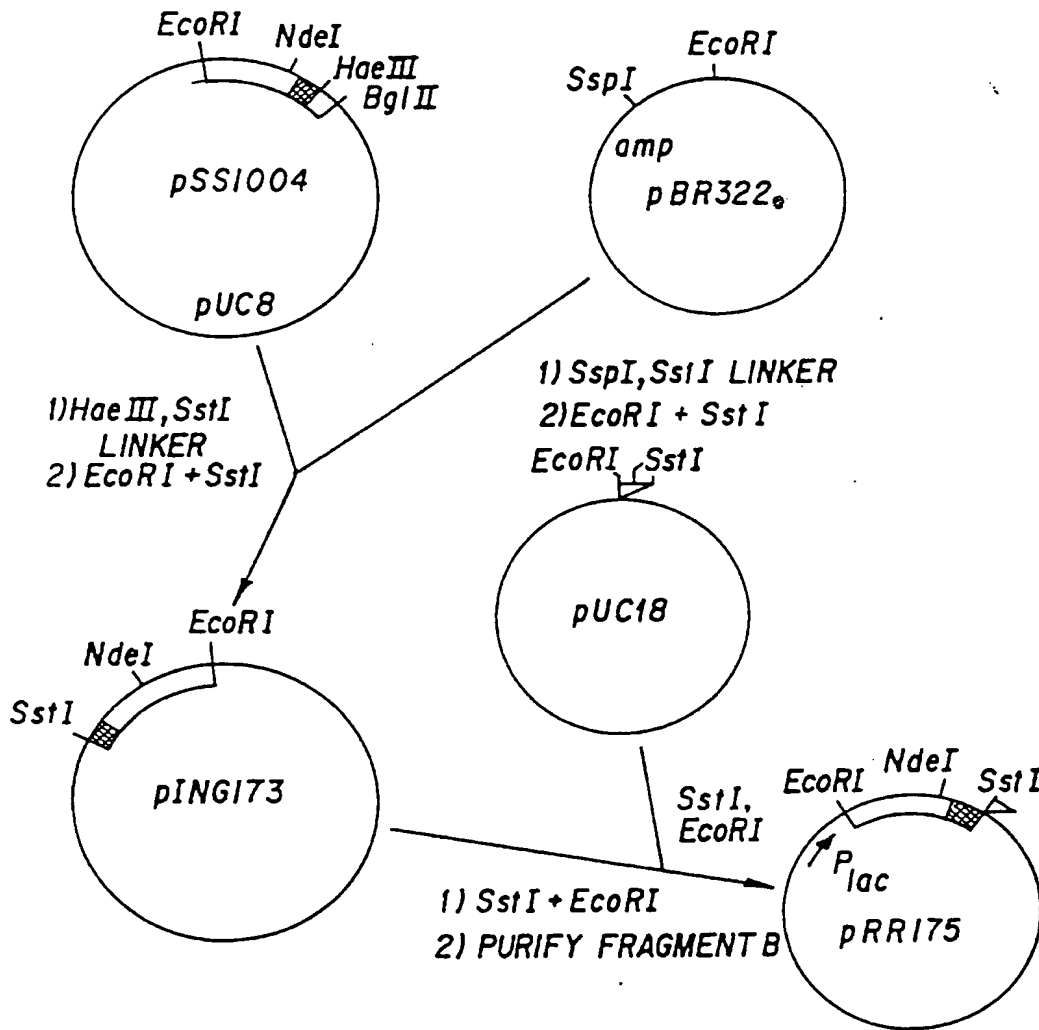 EcoRI
NdeI
HaeIII
BglII
pSS1004
pUC8
EcoRI
SspI
amp
pBR322
1)HaeIII, SstI
LINKER
2) EcoRI + SstI
1) SspI, SstI LINKER
2)EcoRI + SstI
EcoRI
SstI
pUC18
EcoRI
NdeI
SstI
pING173
SstI,
EcoRI
1) SstI + EcoRI
2) PURIFY FRAGMENT B
EcoRI
NdeI
SstI
Plac
pRR175